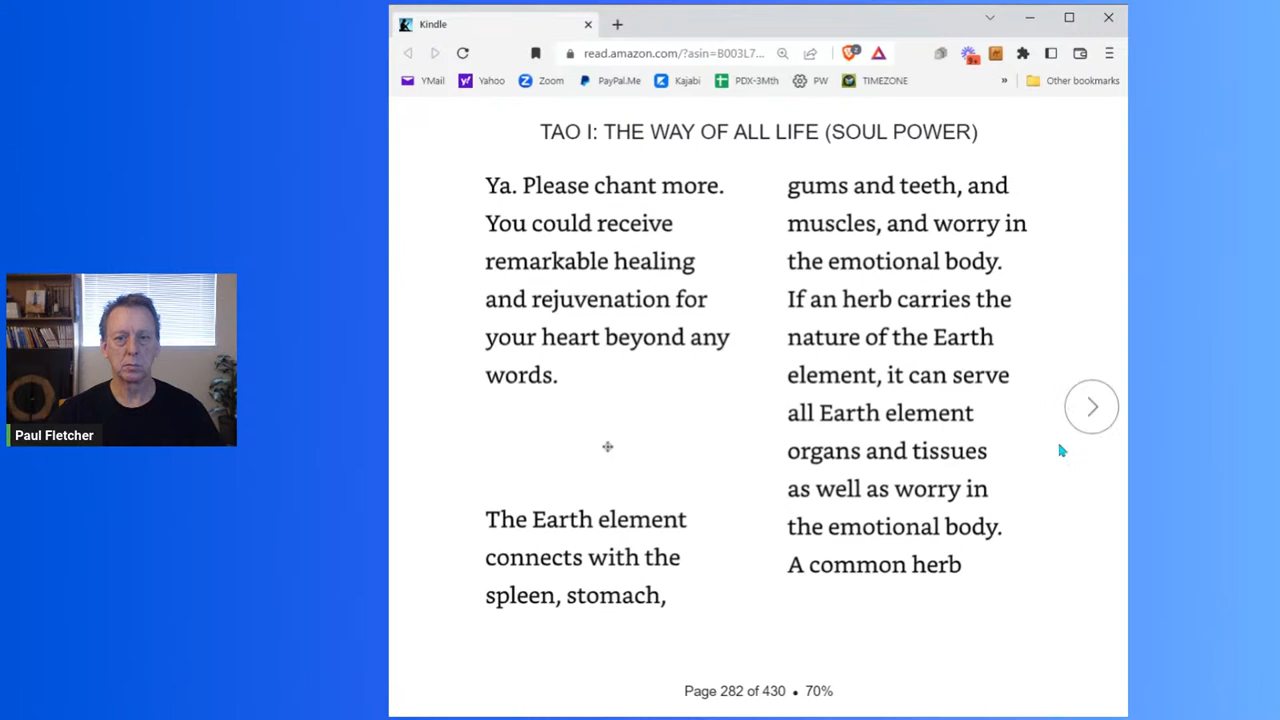 Kindle
read.amazon.com/?asin=B003L7...
2
9+
YMail
Yahoo
Zoom
PayPal.Me
Kajabi
PDX-3Mth
PW
TIMEZONE
»
Other bookmarks
TAO I: THE WAY OF ALL LIFE (SOUL POWER)
Ya. Please chant more.
You could receive
remarkable healing
and rejuvenation for
your heart beyond any
words.
The Earth element
connects with the
spleen, stomach,
gums and teeth, and
muscles, and worry in
the emotional body.
If an herb carries the
nature of the Earth
element, it can serve
all Earth element
organs and tissues
as well as worry in
the emotional body.
A common herb
Page 282 of 430 • 70%
Paul Fletcher